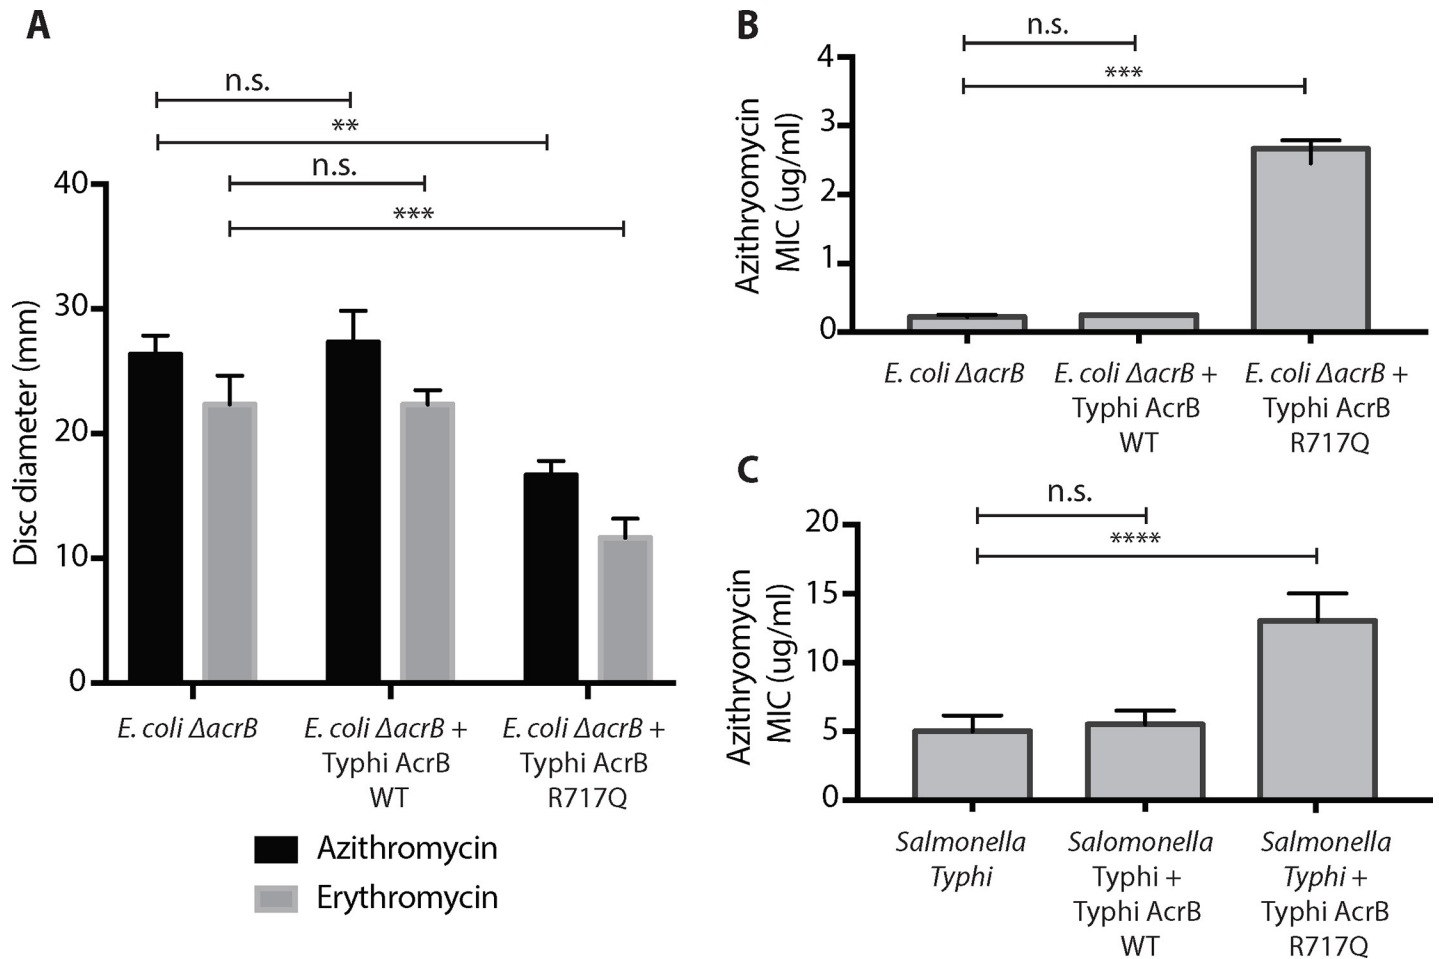 A
n.s.
**
n.s.
***
40
30
20
10
0
Disc diameter (mm)
E. coli ΔacrB
E. coli ΔacrB +
Typhi AcrB
WT
E. coli ΔacrB +
Typhi AcrB
R717Q
Azithromycin
Erythromycin
B
n.s.
***
4
3
2
1
0
Azithryomycin
MIC (ug/ml)
E. coli ΔacrB
E. coli ΔacrB +
Typhi AcrB
WT
E. coli ΔacrB +
Typhi AcrB
R717Q
C
n.s.
****
20
15
10
5
0
Azithryomycin
MIC (ug/ml)
Salmonella
Typhi
Salomonella
Typhi +
Typhi AcrB
WT
Salmonella
Typhi +
Typhi AcrB
R717Q